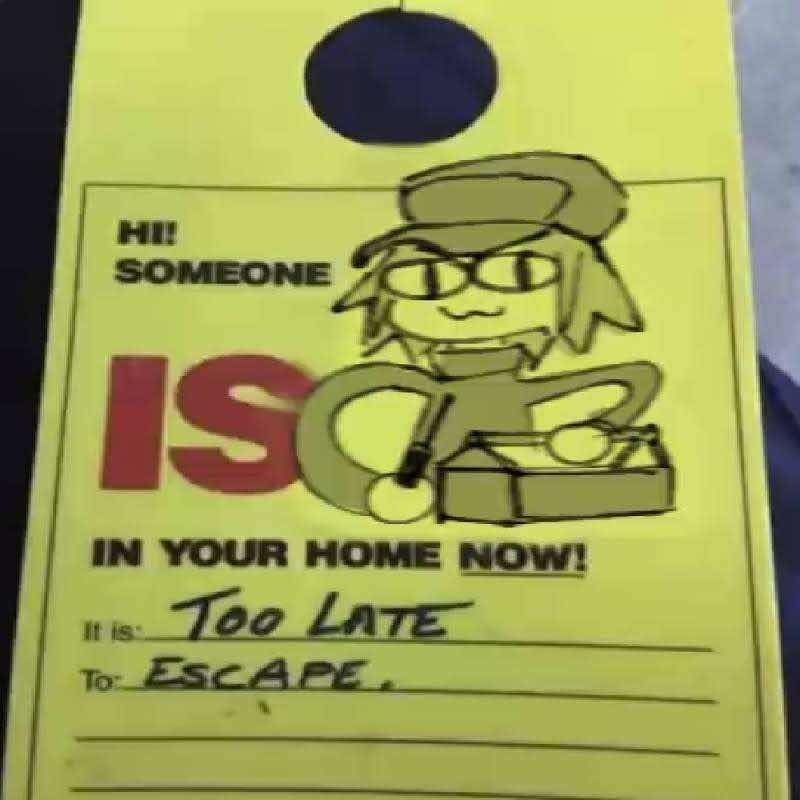 HI!
SOMEONE
IS
IN YOUR HOME NOW!
It is: TOO LATE
To: ESCAPE.